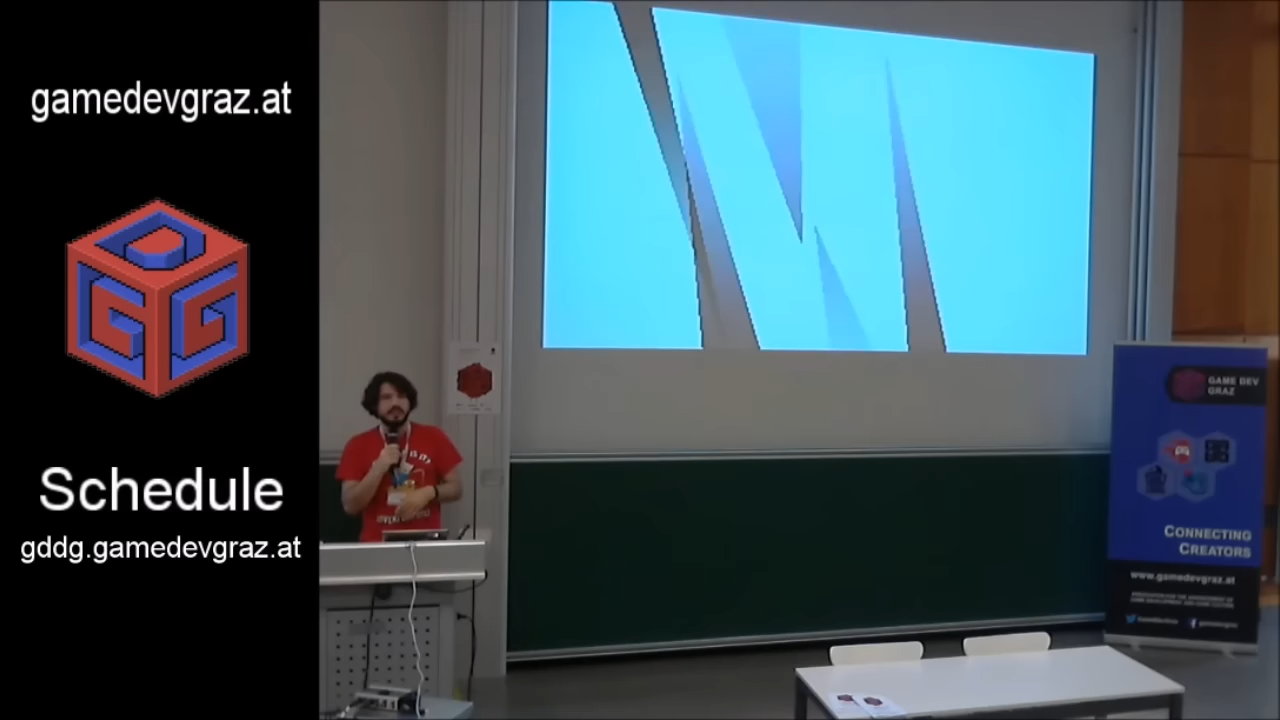 gamedevgraz.at
D
G G
Schedule
gddg.gamedevgraz.at
GAME DEV
GRAZ
CONNECTING
CREATORS
www.gamedevgraz.at